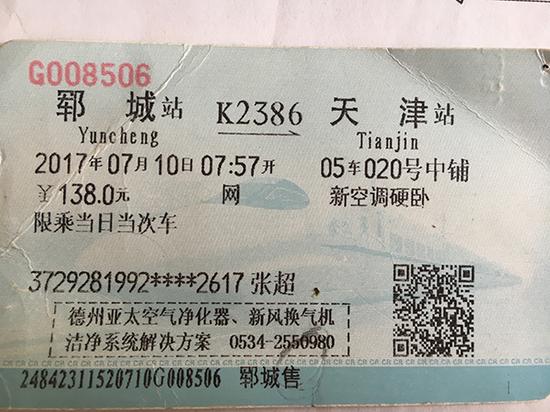 G008506
郓城站 K2386 天津站
Yuncheng Tianjin
2017年07月10日07:57开 05车020号中铺
¥138.0元 网 新空调硬卧
限乘当日当次车
3729281992****2617 张超
德州亚太空气净化器、新风换气机
洁净系统解决方案 0534-2550980
24842311520710G008506 郓城售